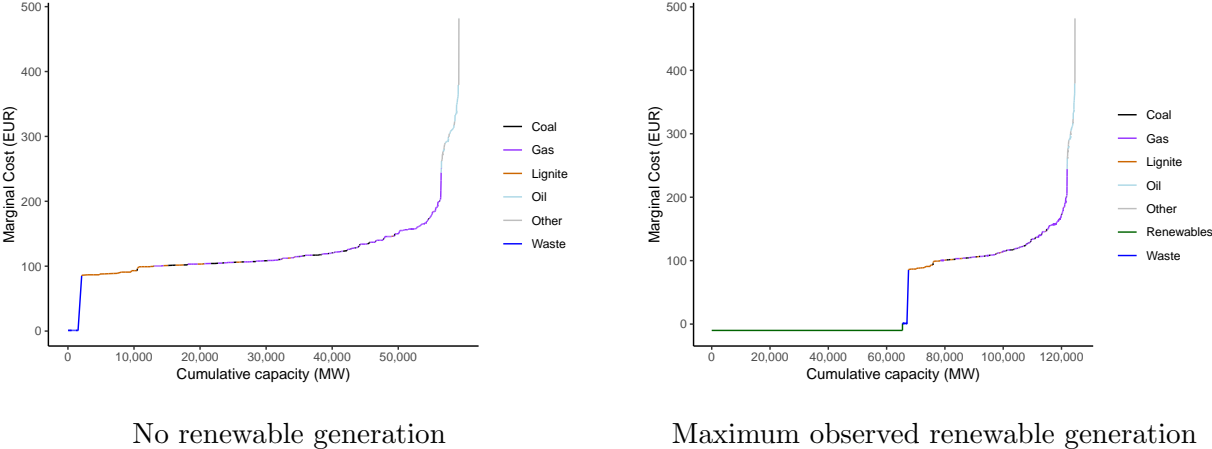 500
400
300
200
100
0
Marginal Cost (EUR)
0
10,000
20,000
30,000
40,000
50,000
Cumulative capacity (MW)
Coal
Gas
Lignite
Oil
Other
Waste
No renewable generation
500
400
300
200
100
0
Marginal Cost (EUR)
0
20,000
40,000
60,000
80,000
100,000
120,000
Cumulative capacity (MW)
Coal
Gas
Lignite
Oil
Other
Renewables
Waste
Maximum observed renewable generation